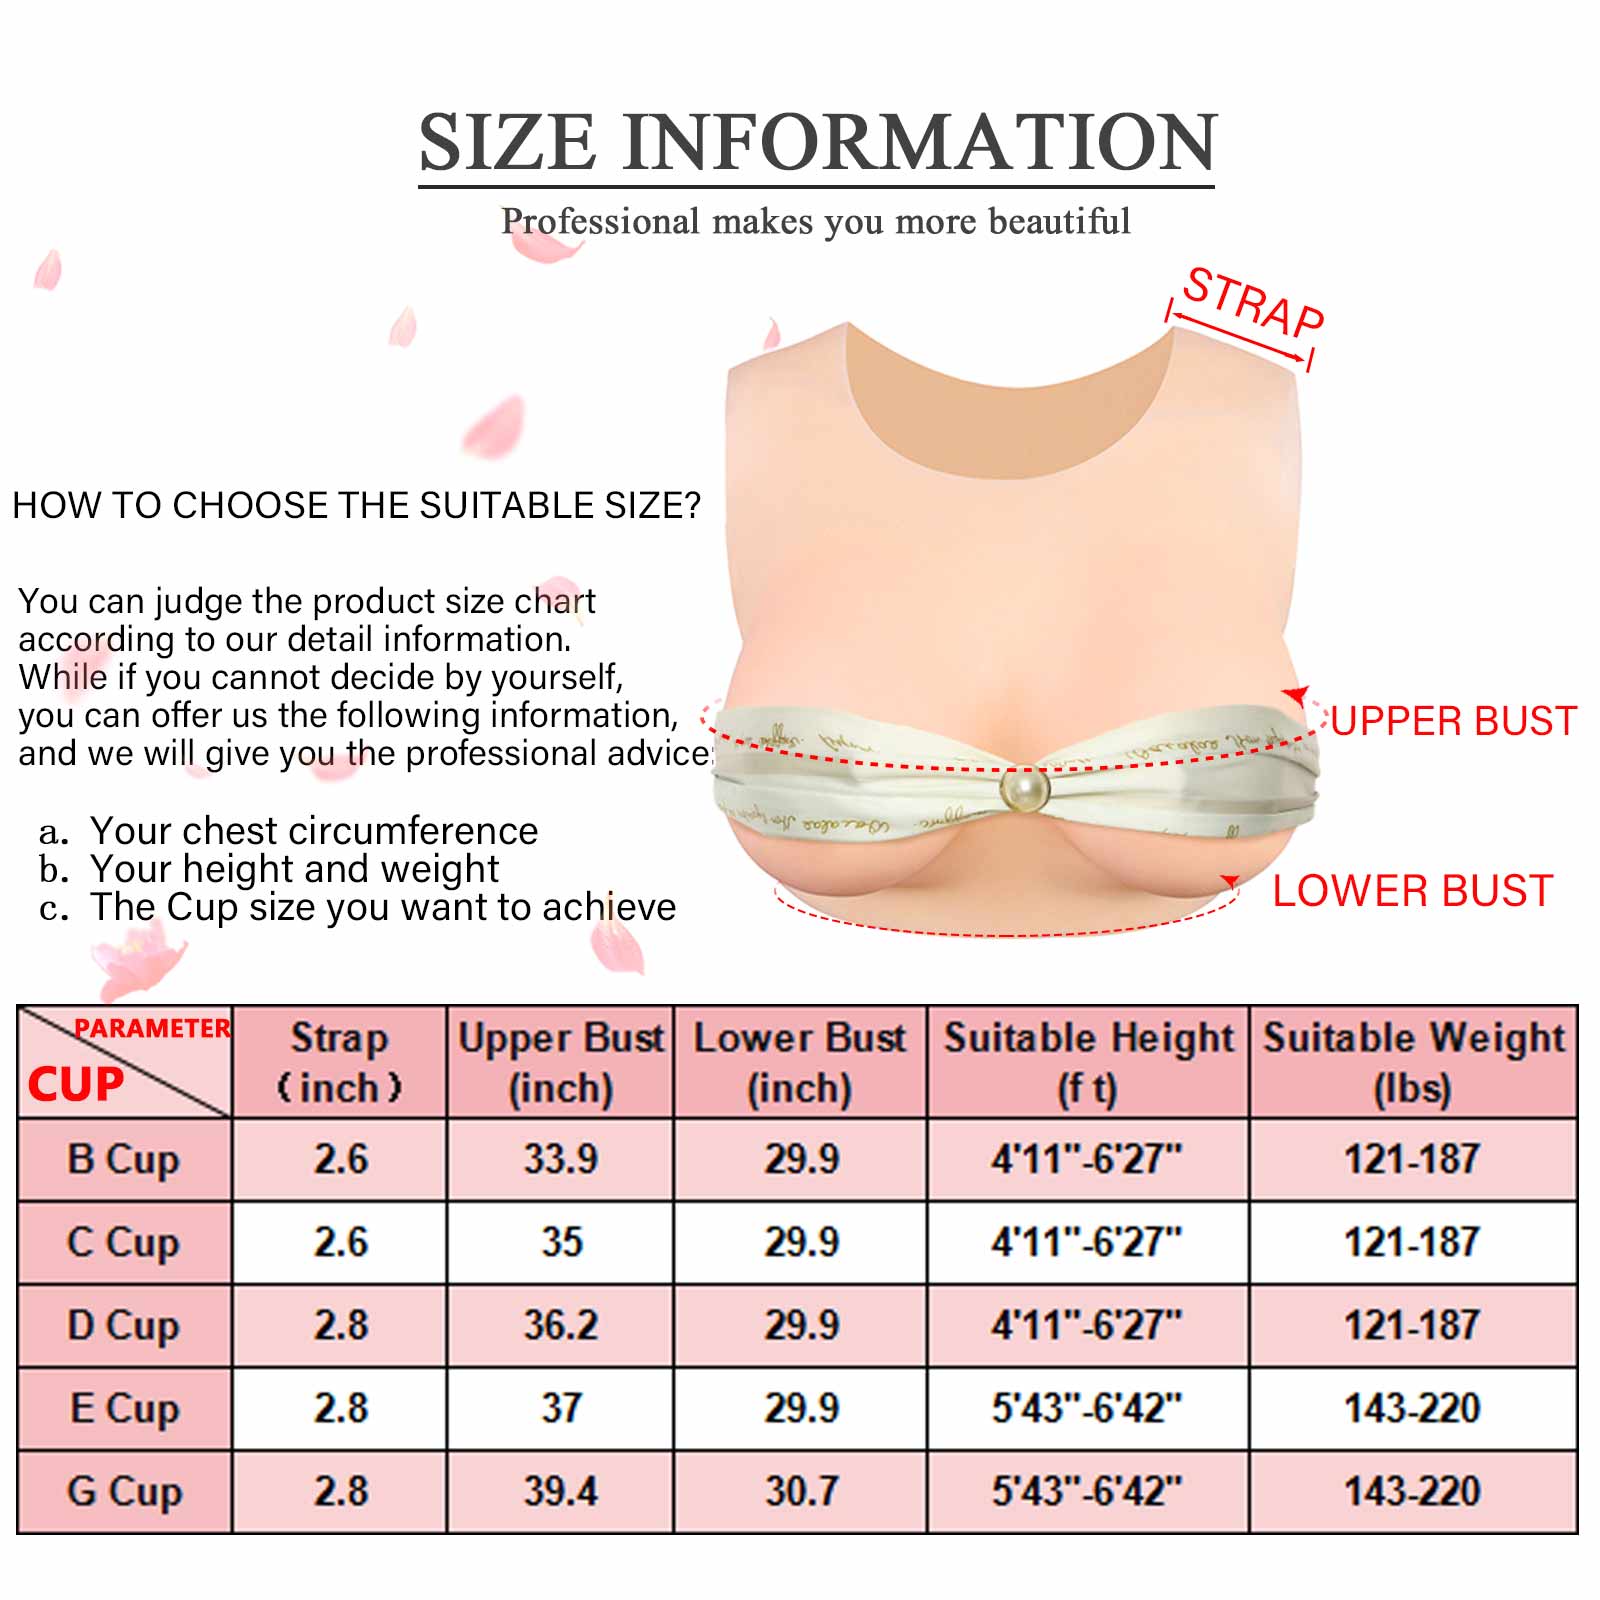 SIZE INFORMATION
Professional makes you more beautiful
STRAP
HOW TO CHOOSE THE SUITABLE SIZE?
You can judge the product size chart
according to our detail information.
While if you cannot decide by yourself,
you can offer us the following information,
and we will give you the professional advice:
a. Your chest circumference
b. Your height and weight
c. The Cup size you want to achieve
UPPER BUST
LOWER BUST
PARAMETER
CUP
Strap (inch) Upper Bust (inch) Lower Bust (inch) Suitable Height (f t) Suitable Weight (lbs)
B Cup 2.6 33.9 29.9 4'11"-6'27" 121-187
C Cup 2.6 35 29.9 4'11"-6'27" 121-187
D Cup 2.8 36.2 29.9 4'11"-6'27" 121-187
E Cup 2.8 37 29.9 5'43"-6'42" 143-220
G Cup 2.8 39.4 30.7 5'43"-6'42" 143-220